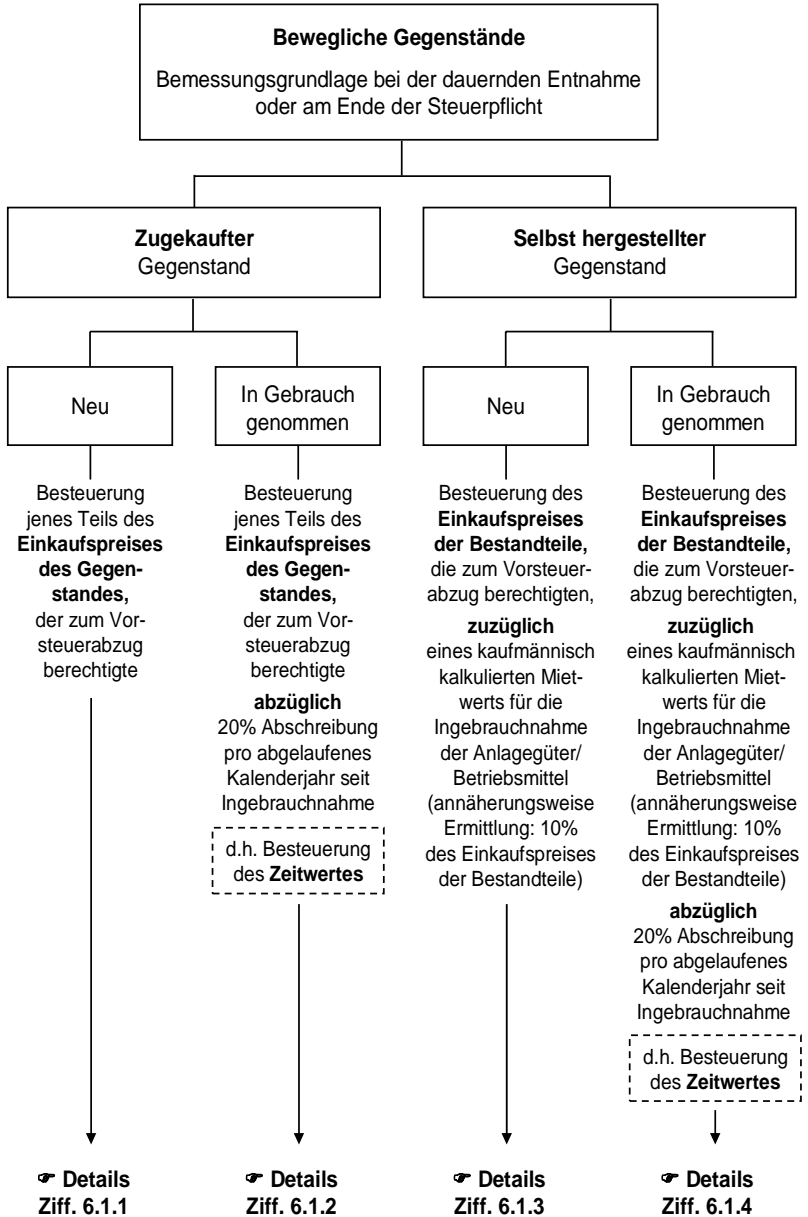 Bewegliche Gegenstände
Bemessungsgrundlage bei der dauernden Entnahme
oder am Ende der Steuerpflicht
Zugekaufter
Gegenstand
Selbst hergestellter
Gegenstand
Neu
In Gebrauch
genommen
Neu
In Gebrauch
genommen
Besteuerung
jenes Teils des
Einkaufspreises
des Gegen-
standes,
der zum Vor-
steuerabzug
berechtigte
Besteuerung
jenes Teils des
Einkaufspreises
des Gegen-
standes,
der zum Vor-
steuerabzug
berechtigte
abzüglich
20% Abschreibung
pro abgelaufenes
Kalenderjahr seit
Ingebrauchnahme
d.h. Besteuerung
des Zeitwertes
Besteuerung des
Einkaufspreises
der Bestandteile,
die zum Vorsteuer-
abzug berechtigten,
zuzüglich
eines kaufmännisch
kalkulierten Miet-
werts für die
Ingebrauchnahme
der Anlagegüter/
Betriebsmittel
(annäherungsweise
Ermittlung: 10%
des Einkaufspreises
der Bestandteile)
Besteuerung des
Einkaufspreises
der Bestandteile,
die zum Vorsteuer-
abzug berechtigten,
zuzüglich
eines kaufmännisch
kalkulierten Miet-
werts für die
Ingebrauchnahme
der Anlagegüter/
Betriebsmittel
(annäherungsweise
Ermittlung: 10%
des Einkaufspreises
der Bestandteile)
abzüglich
20% Abschreibung
pro abgelaufenes
Kalenderjahr seit
Ingebrauchnahme
d.h. Besteuerung
des Zeitwertes
☞ Details
Ziff. 6.1.1
☞ Details
Ziff. 6.1.2
☞ Details
Ziff. 6.1.3
☞ Details
Ziff. 6.1.4